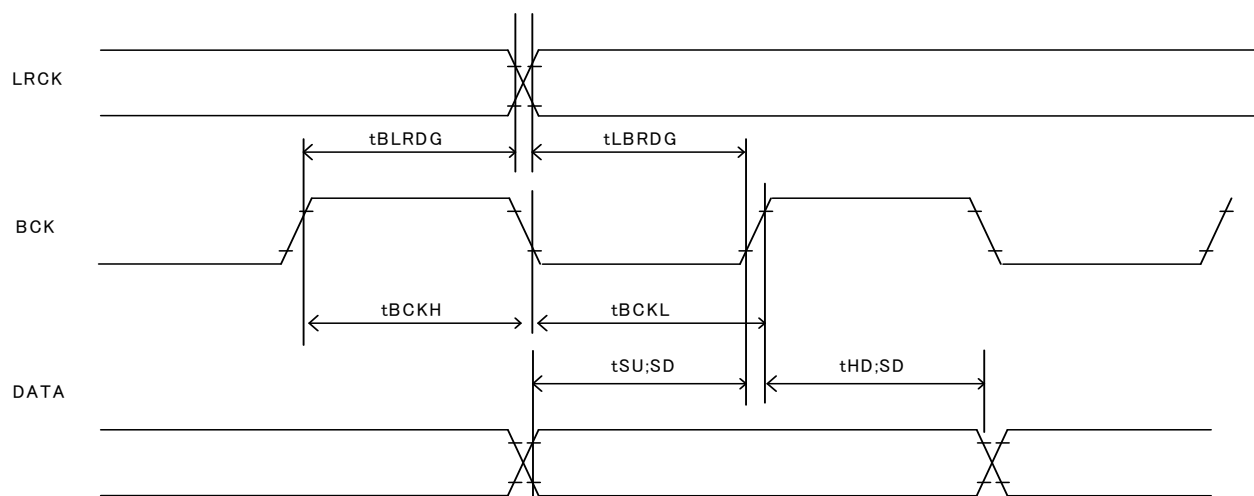 LRCK
tBLRDG tLBRDG
BCK
tBCKH tBCKL
tSU;SD tHD;SD
DATA